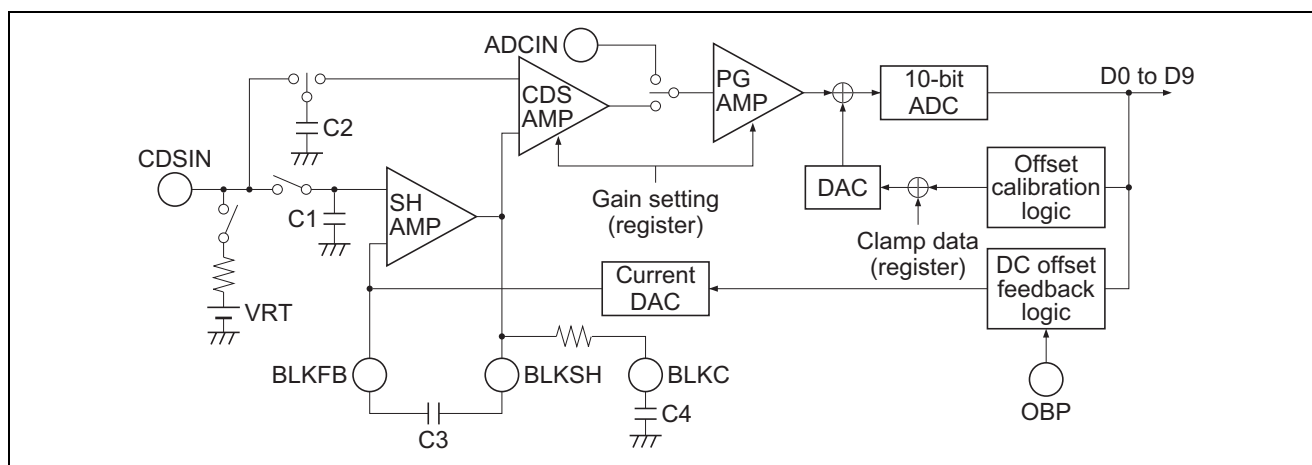 ADCIN
CDS
AMP
PG
AMP
10-bit
ADC
D0 to D9
C2
CDSIN
C1
SH
AMP
Gain setting
(register)
DAC
Offset
calibration
logic
Clamp data
(register)
VRT
Current
DAC
DC offset
feedback
logic
BLKFB
BLKSH
BLKC
C3
C4
OBP